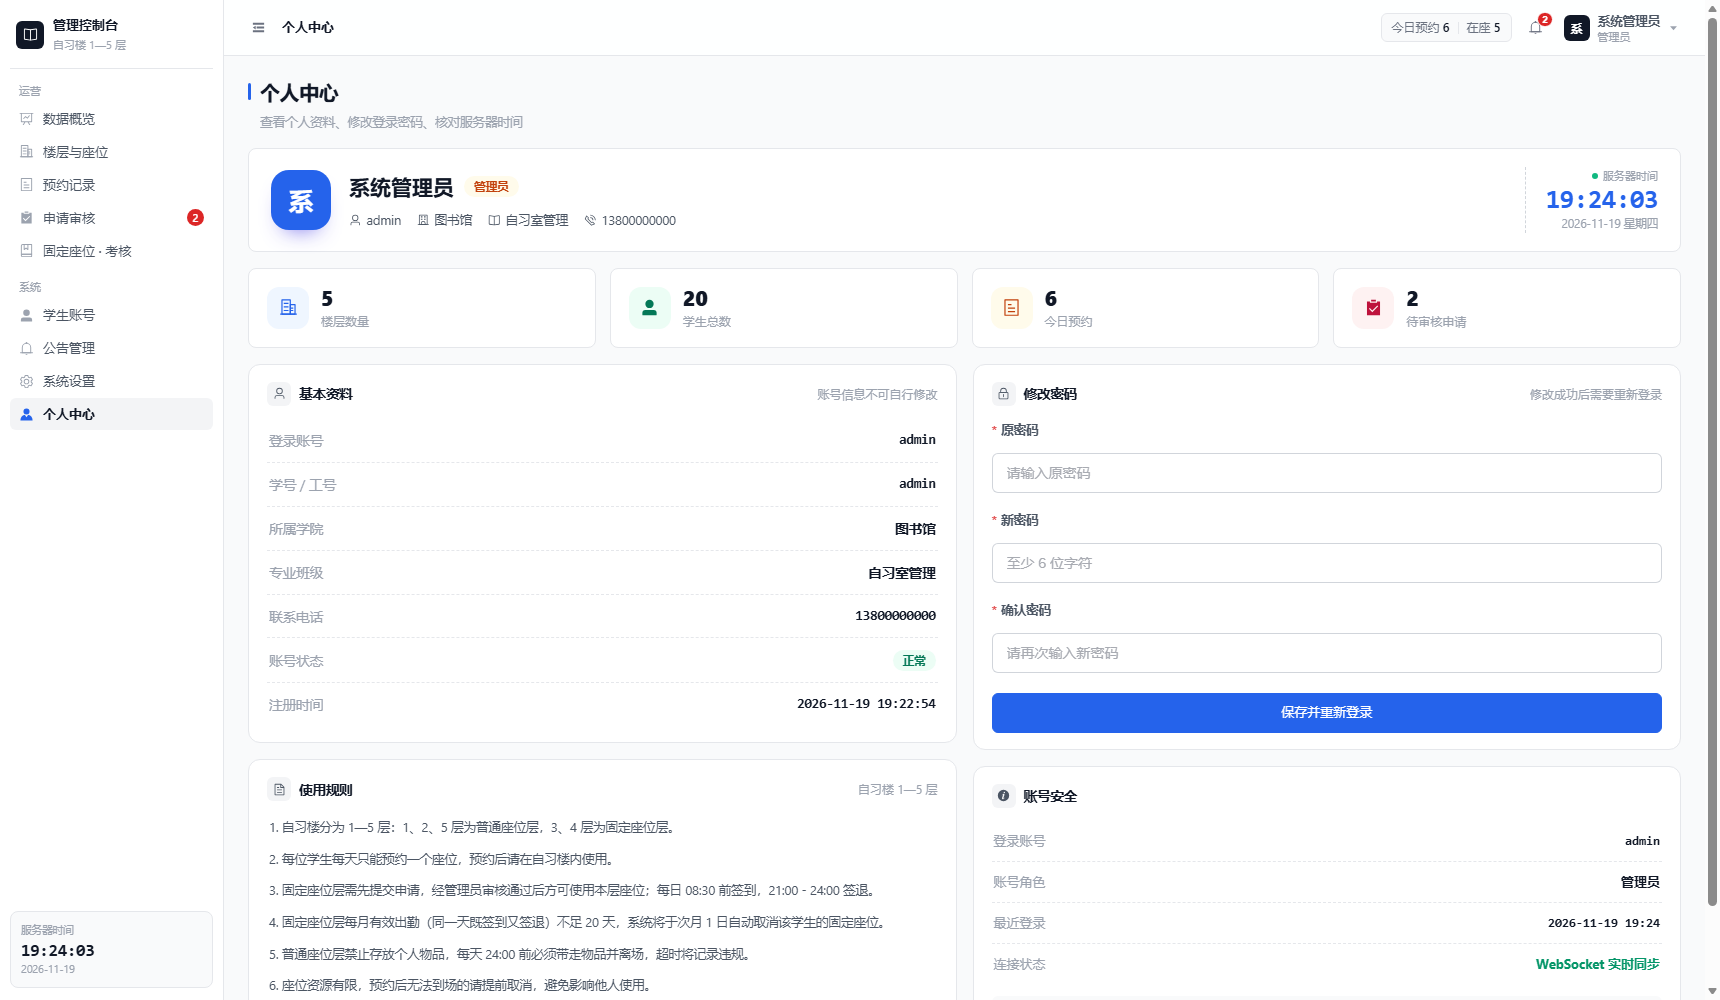 管理控制台
自习楼 1—5 层
运营
数据概览
楼层与座位
预约记录
申请审核 2
固定座位 · 考核
系统
学生账号
公告管理
系统设置
个人中心
服务器时间
19:24:03
2026-11-19
个人中心
今日预约 6 在座 5
2
系
系统管理员
管理员
个人中心
查看个人资料、修改登录密码、核对服务器时间
系
系统管理员 管理员
admin 图书馆 自习室管理 13800000000
服务器时间
19:24:03
2026-11-19 星期四
5
楼层数量
20
学生总数
6
今日预约
2
待审核申请
基本资料 账号信息不可自行修改
登录账号 admin
学号 / 工号 admin
所属学院 图书馆
专业班级 自习室管理
联系电话 13800000000
账号状态 正常
注册时间 2026-11-19 19:22:54
修改密码 修改成功后需要重新登录
* 原密码
请输入原密码
* 新密码
至少 6 位字符
* 确认密码
请再次输入新密码
保存并重新登录
使用规则 自习楼 1—5 层
1. 自习楼分为 1—5 层：1、2、5 层为普通座位层，3、4 层为固定座位层。
2. 每位学生每天只能预约一个座位，预约后请在自习楼内使用。
3. 固定座位层需先提交申请，经管理员审核通过后方可使用本层座位；每日 08:30 前签到，21:00 - 24:00 签退。
4. 固定座位层每月有效出勤（同一天既签到又签退）不足 20 天，系统将于次月 1 日自动取消该学生的固定座位。
5. 普通座位层禁止存放个人物品，每天 24:00 前必须带走物品并离场，超时将记录违规。
6. 座位资源有限，预约后无法到场的请提前取消，避免影响他人使用。
账号安全
登录账号 admin
账号角色 管理员
最近登录 2026-11-19 19:24
连接状态 WebSocket 实时同步